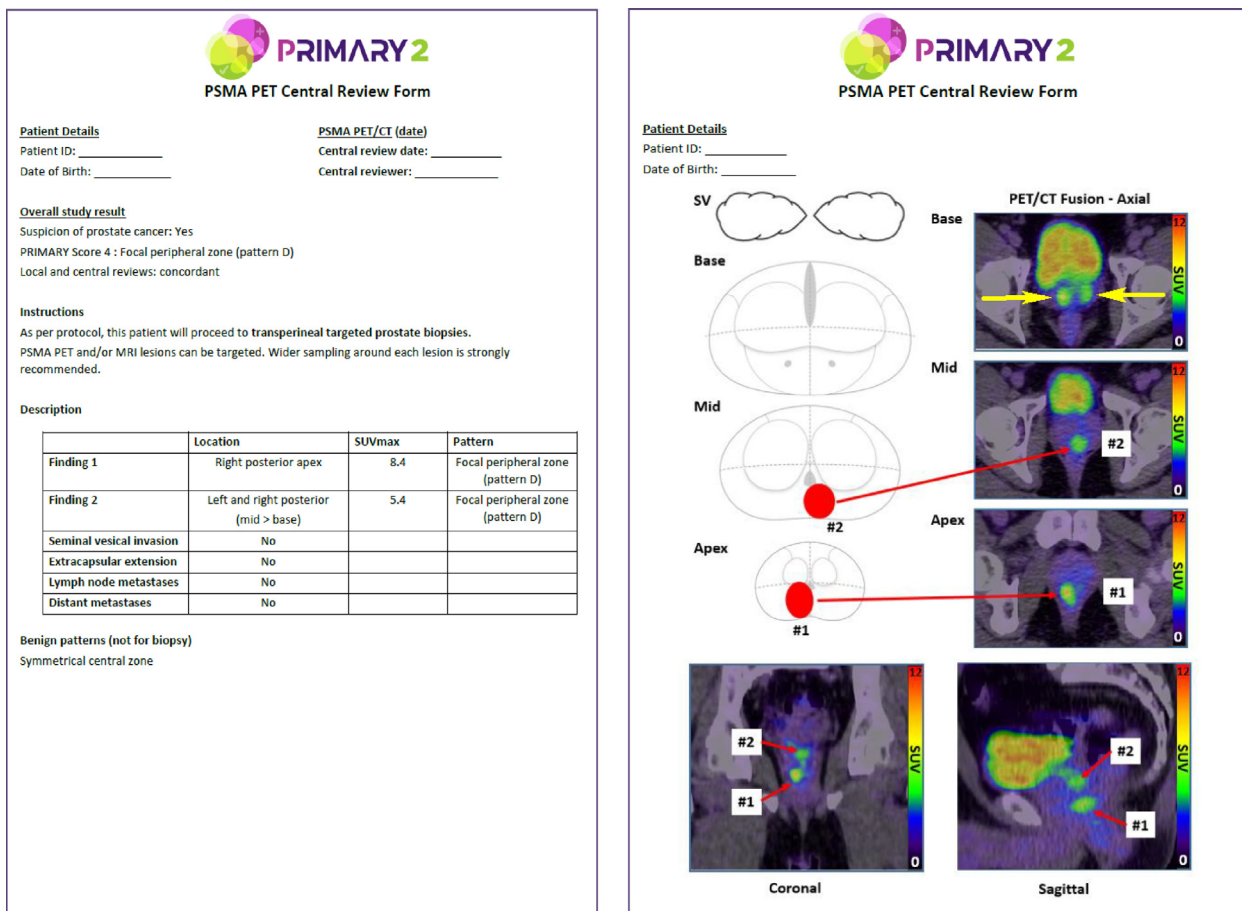 PRIMARY2
PSMA PET Central Review Form
Patient Details
PSMA PET/CT (date)
Patient ID: ____________
Central review date: __________
Date of Birth: ___________
Central reviewer: ____________
Overall study result
Suspicion of prostate cancer: Yes
PRIMARY Score 4 : Focal peripheral zone (pattern D)
Local and central reviews: concordant
Instructions
As per protocol, this patient will proceed to transperineal targeted prostate biopsies.
PSMA PET and/or MRI lesions can be targeted. Wider sampling around each lesion is strongly
recommended.
Description
Location SUVmax Pattern
Finding 1 Right posterior apex 8.4 Focal peripheral zone
(pattern D)
Finding 2 Left and right posterior 5.4 Focal peripheral zone
(mid > base) (pattern D)
Seminal vesical invasion No
Extracapsular extension No
Lymph node metastases No
Distant metastases No
Benign patterns (not for biopsy)
Symmetrical central zone
PRIMARY2
PSMA PET Central Review Form
Patient Details
Patient ID: ____________
Date of Birth: ___________
SV
PET/CT Fusion - Axial
Base
12
SUV
0
Base
Mid
12
SUV
0
#2
Mid
#2
Apex
12
SUV
0
#1
Apex
#1
12
SUV
0
#2
#1
Coronal
12
SUV
0
#2
#1
Sagittal